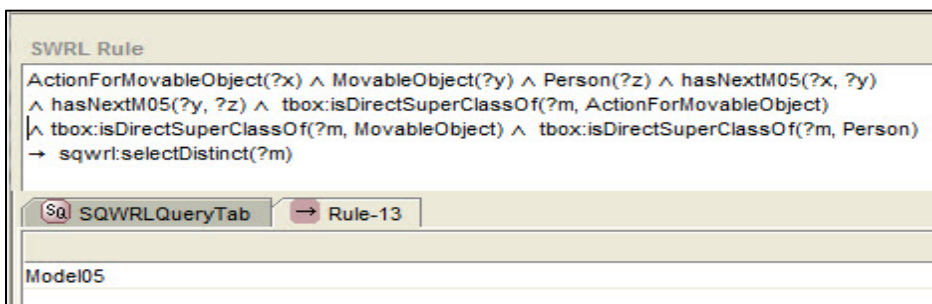 SWRL Rule
ActionForMovableObject(?x) ∧ MovableObject(?y) ∧ Person(?z) ∧ hasNextM05(?x, ?y)
∧ hasNextM05(?y, ?z) ∧ tbox:isDirectSuperClassOf(?m, ActionForMovableObject)
∧ tbox:isDirectSuperClassOf(?m, MovableObject) ∧ tbox:isDirectSuperClassOf(?m, Person)
→ sqwrl:selectDistinct(?m)
Sq SQWRLQueryTab → Rule-13
Model05